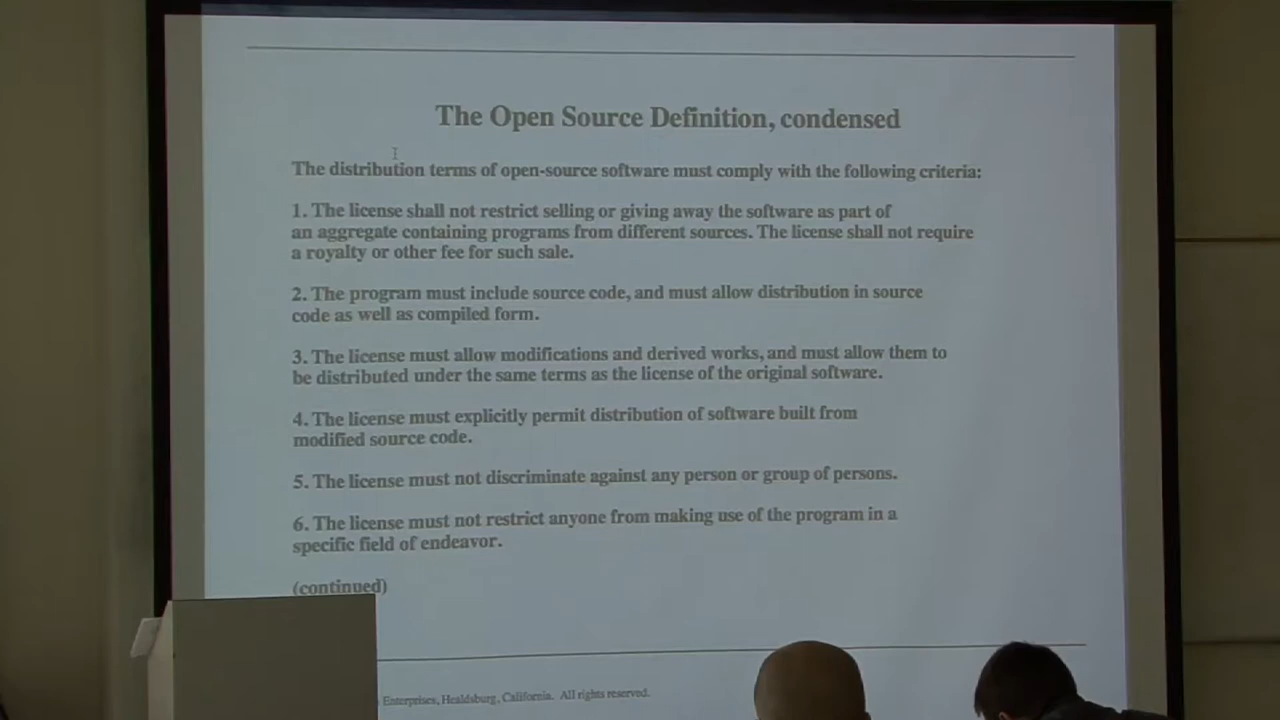 The Open Source Definition, condensed
The distribution terms of open-source software must comply with the following criteria:
1. The license shall not restrict selling or giving away the software as part of
an aggregate containing programs from different sources. The license shall not require
a royalty or other fee for such sale.
2. The program must include source code, and must allow distribution in source
code as well as compiled form.
3. The license must allow modifications and derived works, and must allow them to
be distributed under the same terms as the license of the original software.
4. The license must explicitly permit distribution of software built from
modified source code.
5. The license must not discriminate against any person or group of persons.
6. The license must not restrict anyone from making use of the program in a
specific field of endeavor.
(continued)
Enterprises, Healdsburg, California. All rights reserved.